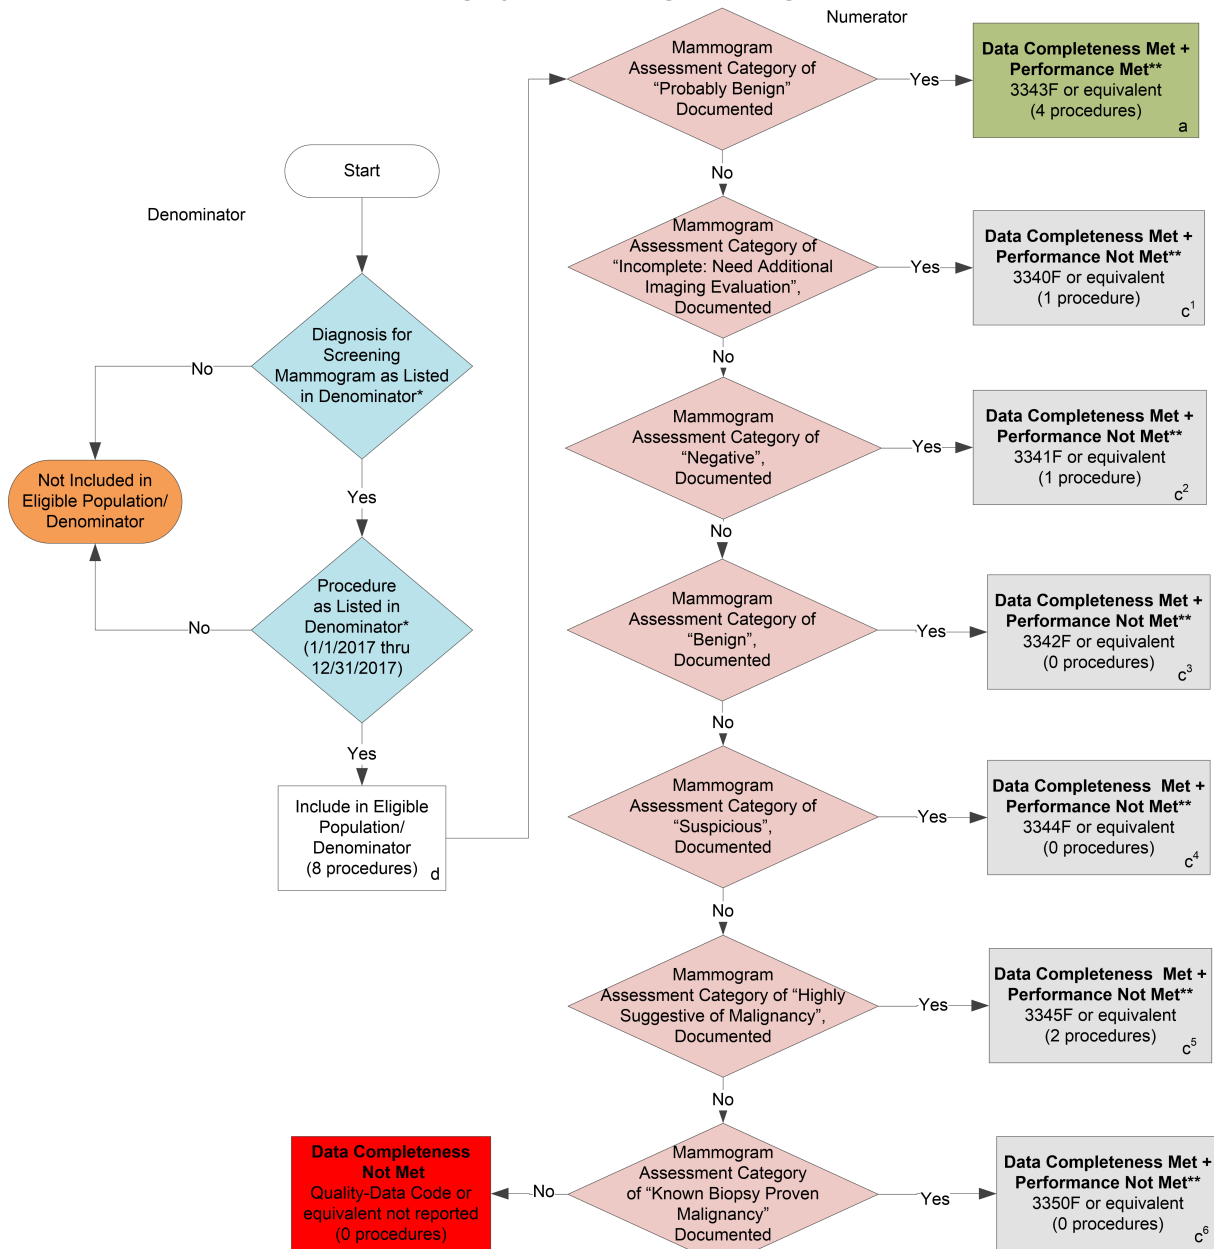 Numerator
Denominator
Start
Diagnosis for
Screening
Mammogram as Listed
in Denominator*
No
Yes
Not Included in
Eligible Population/
Denominator
Procedure
as Listed in
Denominator*
(1/1/2017 thru
12/31/2017)
No
Yes
Include in Eligible
Population/
Denominator
(8 procedures)
d
Mammogram
Assessment Category of
“Probably Benign”
Documented
Yes
Data Completeness Met +
Performance Met**
3343F or equivalent
(4 procedures)
a
No
Mammogram
Assessment Category of
“Incomplete: Need Additional
Imaging Evaluation”,
Documented
Yes
Data Completeness Met +
Performance Not Met**
3340F or equivalent
(1 procedure)
c1
No
Mammogram
Assessment Category of
“Negative”,
Documented
Yes
Data Completeness Met +
Performance Not Met**
3341F or equivalent
(1 procedure)
c2
No
Mammogram
Assessment Category of
“Benign”,
Documented
Yes
Data Completeness Met +
Performance Not Met**
3342F or equivalent
(0 procedures)
c3
No
Mammogram
Assessment Category of
“Suspicious”,
Documented
Yes
Data Completeness Met +
Performance Not Met**
3344F or equivalent
(0 procedures)
c4
No
Mammogram
Assessment Category of “Highly
Suggestive of Malignancy”,
Documented
Yes
Data Completeness Met +
Performance Not Met**
3345F or equivalent
(2 procedures)
c5
No
Mammogram
Assessment Category
of “Known Biopsy Proven
Malignancy”
Documented
Yes
Data Completeness Met +
Performance Not Met**
3350F or equivalent
(0 procedures)
c6
No
Data Completeness
Not Met
Quality-Data Code or
equivalent not reported
(0 procedures)